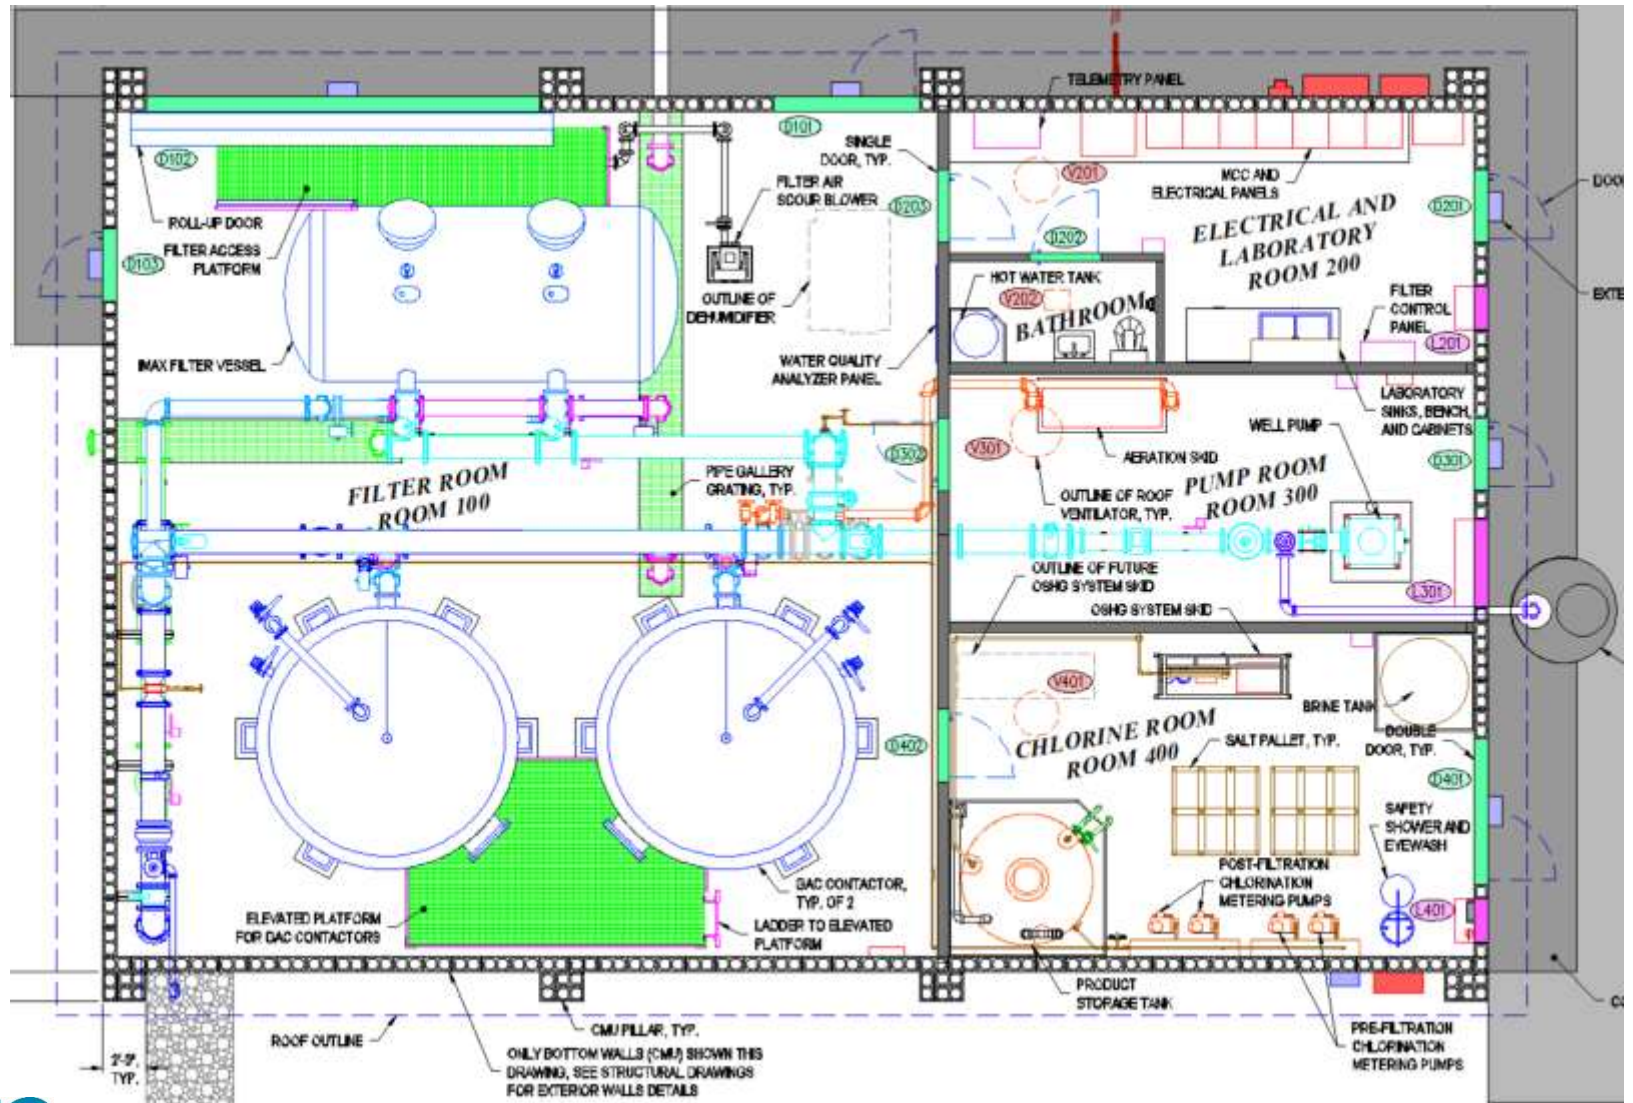 TELEMETRY PANEL
D101
SINGLE
DOOR, TYP.
D102
V201
MCC AND
ELECTRICAL PANELS
FILTER AIR
SCOUR BLOWER
D203
D201
ROLL-UP DOOR
ELECTRICAL AND
LABORATORY
ROOM 200
D202
FILTER ACCESS
PLATFORM
D103
HOT WATER TANK
V202
BATHROOM
OUTLINE OF
DEHUMIDIFIER
FILTER
CONTROL
PANEL
L201
IMAX FILTER VESSEL
WATER QUALITY
ANALYZER PANEL
LABORATORY
SINKS, BENCH,
AND CABINETS
WELL PUMP
V301
D302
AERATION SKID
D301
FILTER ROOM
ROOM 100
PIPE GALLERY
GRATING, TYP.
PUMP ROOM
ROOM 300
OUTLINE OF ROOF
VENTILATOR, TYP.
OUTLINE OF FUTURE
OSHG SYSTEM SKID
L301
OSHG SYSTEM SKID
V401
BRINE TANK
CHLORINE ROOM
ROOM 400
SALT PALLET, TYP.
DOUBLE
DOOR, TYP.
D402
D401
SAFETY
SHOWER AND
EYEWASH
POST-FILTRATION
CHLORINATION
METERING PUMPS
GAC CONTACTOR,
TYP. OF 2
L401
ELEVATED PLATFORM
FOR GAC CONTACTORS
LADDER TO ELEVATED
PLATFORM
PRODUCT
STORAGE TANK
ROOF OUTLINE
CMU PILLAR, TYP.
PRE-FILTRATION
CHLORINATION
METERING PUMPS
ONLY BOTTOM WALLS (CMU) SHOWN THIS
DRAWING, SEE STRUCTURAL DRAWINGS
FOR EXTERIOR WALLS DETAILS
TYP.